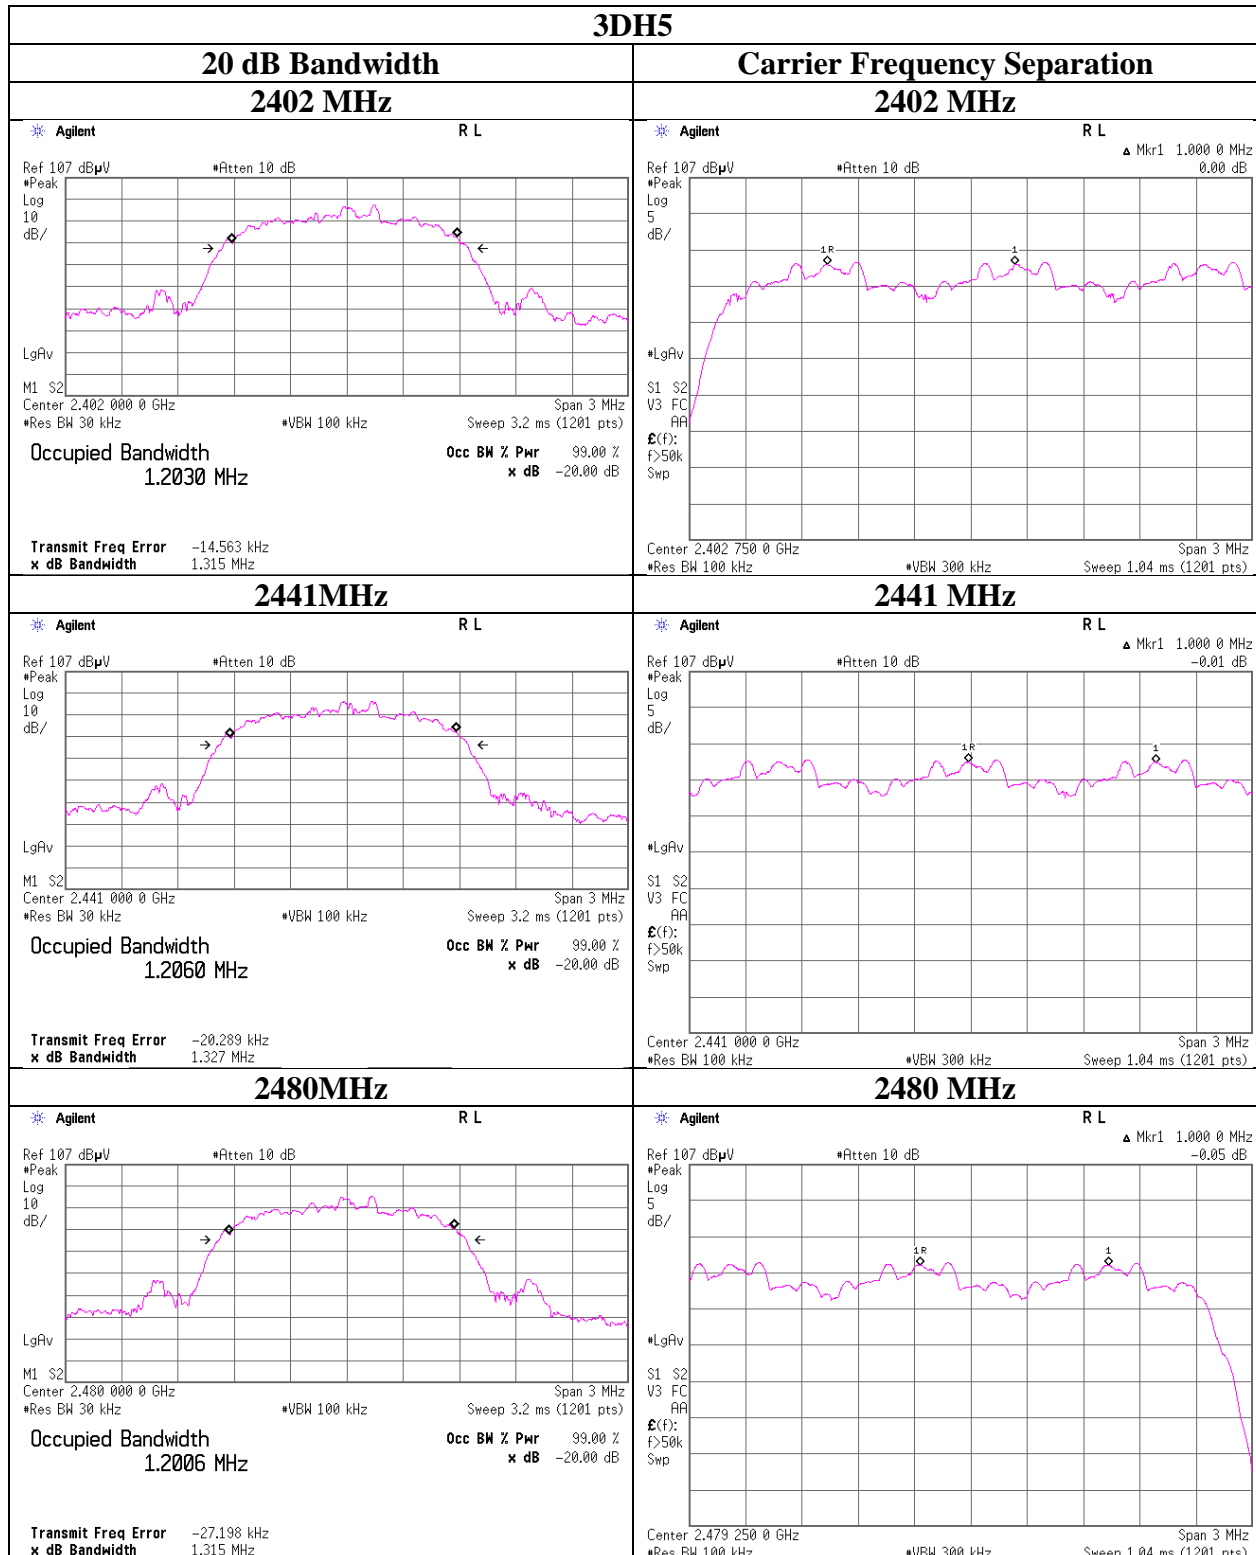 3DH5
20 dB Bandwidth
Carrier Frequency Separation
2402 MHz
2402 MHz
Agilent
R L
Ref 107 dBµV
#Atten 10 dB
#Peak
Log
10
dB/
LgAv
M1 S2
Center 2.402 000 0 GHz
Span 3 MHz
#Res BW 30 kHz
#VBW 100 kHz
Sweep 3.2 ms (1201 pts)
Occupied Bandwidth
1.2030 MHz
Occ BW % Pwr 99.00 %
x dB -20.00 dB
Transmit Freq Error -14.563 kHz
x dB Bandwidth 1.315 MHz
Agilent
R L
Δ Mkr1 1.000 0 MHz
Ref 107 dBµV
#Atten 10 dB
0.00 dB
#Peak
Log
5
dB/
1R
1
#LgAv
S1 S2
V3 FC
AA
£(f):
f>50k
Swp
Center 2.402 750 0 GHz
Span 3 MHz
#Res BW 100 kHz
#VBW 300 kHz
Sweep 1.04 ms (1201 pts)
2441MHz
2441 MHz
Agilent
R L
Ref 107 dBµV
#Atten 10 dB
#Peak
Log
10
dB/
LgAv
M1 S2
Center 2.441 000 0 GHz
Span 3 MHz
#Res BW 30 kHz
#VBW 100 kHz
Sweep 3.2 ms (1201 pts)
Occupied Bandwidth
1.2060 MHz
Occ BW % Pwr 99.00 %
x dB -20.00 dB
Transmit Freq Error -20.289 kHz
x dB Bandwidth 1.327 MHz
Agilent
R L
Δ Mkr1 1.000 0 MHz
Ref 107 dBµV
#Atten 10 dB
-0.01 dB
#Peak
Log
5
dB/
1R
1
#LgAv
S1 S2
V3 FC
AA
£(f):
f>50k
Swp
Center 2.441 000 0 GHz
Span 3 MHz
#Res BW 100 kHz
#VBW 300 kHz
Sweep 1.04 ms (1201 pts)
2480MHz
2480 MHz
Agilent
R L
Ref 107 dBµV
#Atten 10 dB
#Peak
Log
10
dB/
LgAv
M1 S2
Center 2.480 000 0 GHz
Span 3 MHz
#Res BW 30 kHz
#VBW 100 kHz
Sweep 3.2 ms (1201 pts)
Occupied Bandwidth
1.2006 MHz
Occ BW % Pwr 99.00 %
x dB -20.00 dB
Transmit Freq Error -27.198 kHz
x dB Bandwidth 1.315 MHz
Agilent
R L
Δ Mkr1 1.000 0 MHz
Ref 107 dBµV
#Atten 10 dB
-0.05 dB
#Peak
Log
5
dB/
1R
1
#LgAv
S1 S2
V3 FC
AA
£(f):
f>50k
Swp
Center 2.479 250 0 GHz
Span 3 MHz
#Res BW 100 kHz
#VBW 300 kHz
Sweep 1.04 ms (1201 pts)